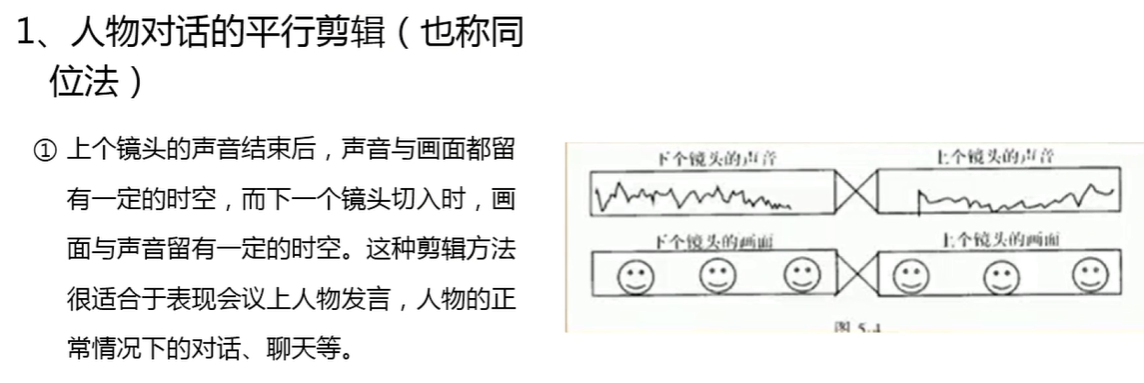 1、人物对话的平行剪辑（也称同
位法）
① 上个镜头的声音结束后，声音与画面都留
有一定的时空，而下一个镜头切入时，画
面与声音留有一定的时空。这种剪辑方法
很适合于表现会议上人物发言，人物的正
常情况下的对话、聊天等。
下个镜头的声音
上个镜头的声音
下个镜头的画面
上个镜头的画面
图 5.4